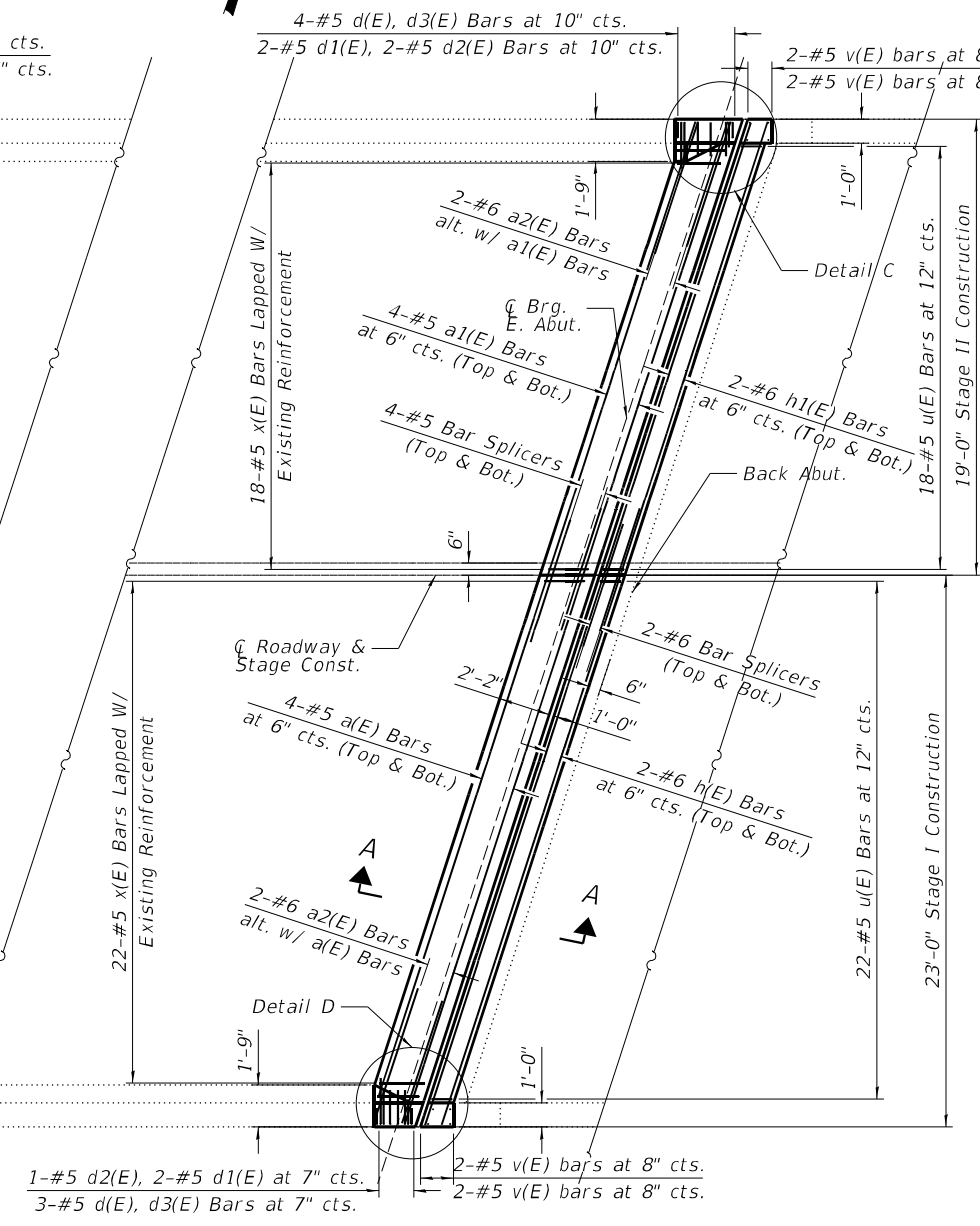 cts.
" cts.
4-#5 d(E), d3(E) Bars at 10" cts.
2-#5 d1(E), 2-#5 d2(E) Bars at 10" cts.
2-#5 v(E) bars at 8
2-#5 v(E) bars at 8
1'-9"
1'-0"
2-#6 a2(E) Bars
alt. w/ a1(E) Bars
Detail C
18-#5 x(E) Bars Lapped W/
Existing Reinforcement
℄ Brg.
E. Abut.
4-#5 a1(E) Bars
at 6" cts. (Top & Bot.)
18-#5 u(E) Bars at 12" cts.
19'-0" Stage II Construction
2-#6 h1(E) Bars
at 6" cts. (Top & Bot.)
4-#5 Bar Splicers
(Top & Bot.)
Back Abut.
6"
℄ Roadway &
Stage Const.
2-#6 Bar Splicers
(Top & Bot.)
2'-2"
6"
1'-0"
4-#5 a(E) Bars
at 6" cts. (Top & Bot.)
2-#6 h(E) Bars
at 6" cts. (Top & Bot.)
22-#5 x(E) Bars Lapped W/
Existing Reinforcement
22-#5 u(E) Bars at 12" cts.
23'-0" Stage I Construction
A
A
2-#6 a2(E) Bars
alt. w/ a(E) Bars
Detail D
1'-9"
1'-0"
1-#5 d2(E), 2-#5 d1(E) at 7" cts.
3-#5 d(E), d3(E) Bars at 7" cts.
2-#5 v(E) bars at 8" cts.
2-#5 v(E) bars at 8" cts.